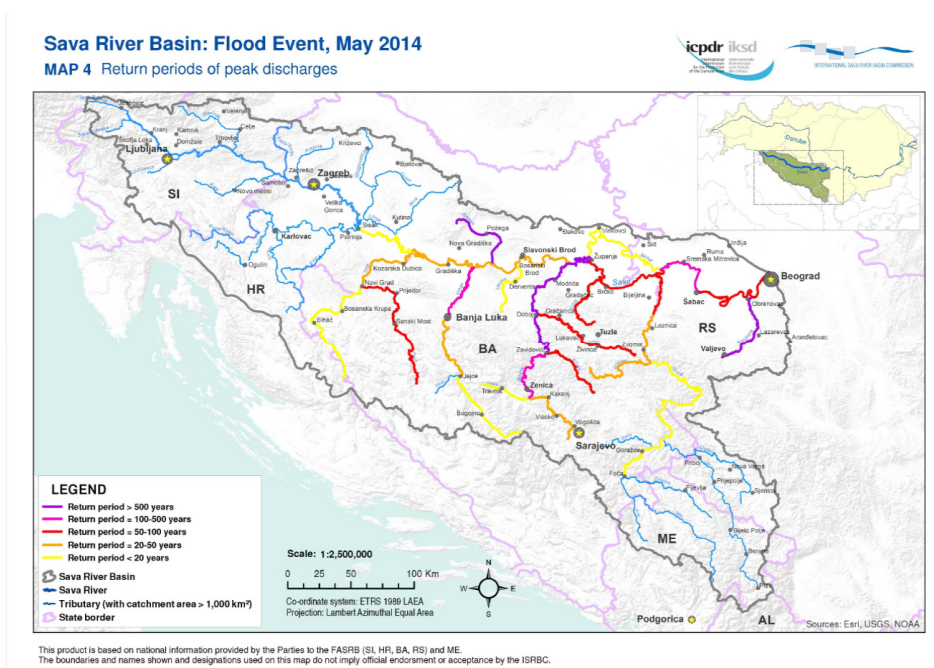 Sava River Basin: Flood Event, May 2014
MAP 4 Return periods of peak discharges
icpdr iksd
INTERNATIONAL SAVA RIVER BASIN COMMISSION
Danube
Sava
Velenje
Kranj
Kamnik
Celje
Škofja Loka
Domžale
Trbovlje
Ljubljana
Križevci
Bjelovar
Zaprešić
Zagreb
Samobor
SI
Novo mesto
Velika Gorica
Kutina
Sisak
Petrinja
Karlovac
Ogulin
HR
Požega
Nova Gradiška
Đakovo
Vinkovci
Šid
Inđija
Ruma
Sremska Mitrovica
Slavonski Brod
Bosanski Brod
Županja
Kozarska Dubica
Gradiška
Derventa
Modriča
Gradačac
Brčko
Bijeljina
Sava
Šabac
Beograd
Obrenovac
Novi Grad
Prijedor
Bosanska Krupa
Bihać
Sanski Most
Banja Luka
BA
Doboj
Gračanica
Lukavac
Tuzla
Živinice
Loznica
Zvornik
RS
Valjevo
Lazarevac
Aranđelovac
Zavidovići
Jajce
Travnik
Zenica
Kakanj
Bugojno
Visoko
Vogošća
Sarajevo
Goražde
Foča
Priboj
Nova Varoš
Pljevlja
Prijepolje
Sjenica
ME
Bijelo Polje
Berane
Plav
Podgorica
AL
LEGEND
Return period > 500 years
Return period = 100-500 years
Return period = 50-100 years
Return period = 20-50 years
Return period < 20 years
Sava River Basin
Sava River
Tributary (with catchment area > 1,000 km²)
State border
Scale: 1:2,500,000
0 25 50 100 Km
Co-ordinate system: ETRS 1989 LAEA
Projection: Lambert Azimuthal Equal Area
N
W E
S
Sources: Esri, USGS, NOAA
This product is based on national information provided by the Parties to the FASRB (SI, HR, BA, RS) and ME.
The boundaries and names shown and designations used on this map do not imply official endorsment or acceptance by the ISRBC.